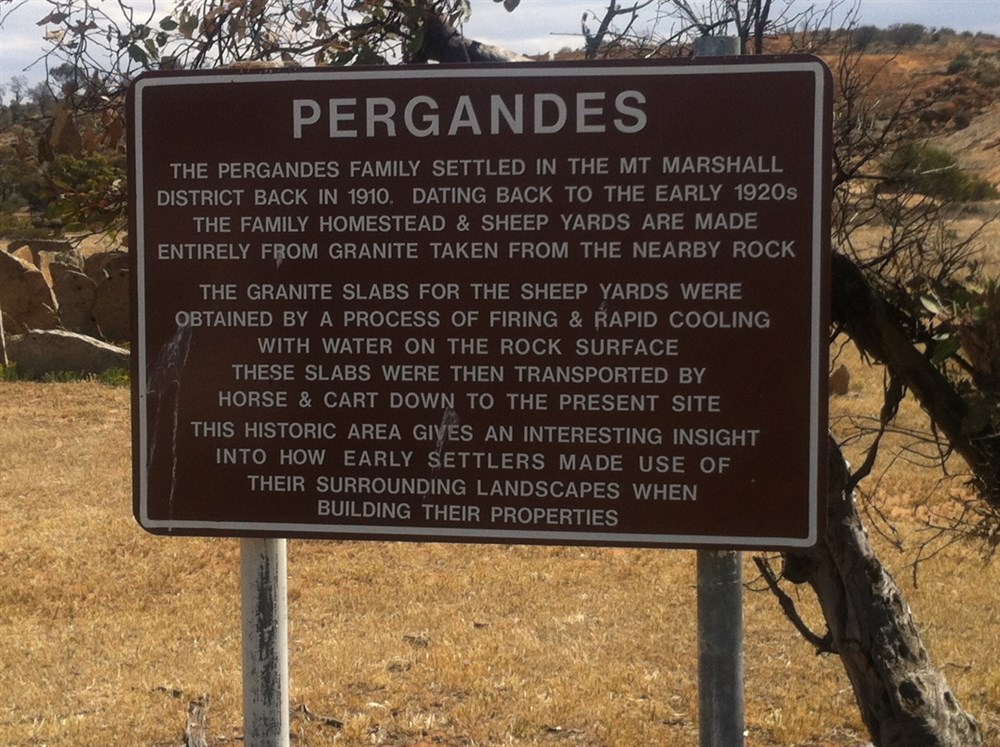 PERGANDES
THE PERGANDES FAMILY SETTLED IN THE MT MARSHALL
DISTRICT BACK IN 1910. DATING BACK TO THE EARLY 1920s
THE FAMILY HOMESTEAD & SHEEP YARDS ARE MADE
ENTIRELY FROM GRANITE TAKEN FROM THE NEARBY ROCK
THE GRANITE SLABS FOR THE SHEEP YARDS WERE
OBTAINED BY A PROCESS OF FIRING & RAPID COOLING
WITH WATER ON THE ROCK SURFACE
THESE SLABS WERE THEN TRANSPORTED BY
HORSE & CART DOWN TO THE PRESENT SITE
THIS HISTORIC AREA GIVES AN INTERESTING INSIGHT
INTO HOW EARLY SETTLERS MADE USE OF
THEIR SURROUNDING LANDSCAPES WHEN
BUILDING THEIR PROPERTIES